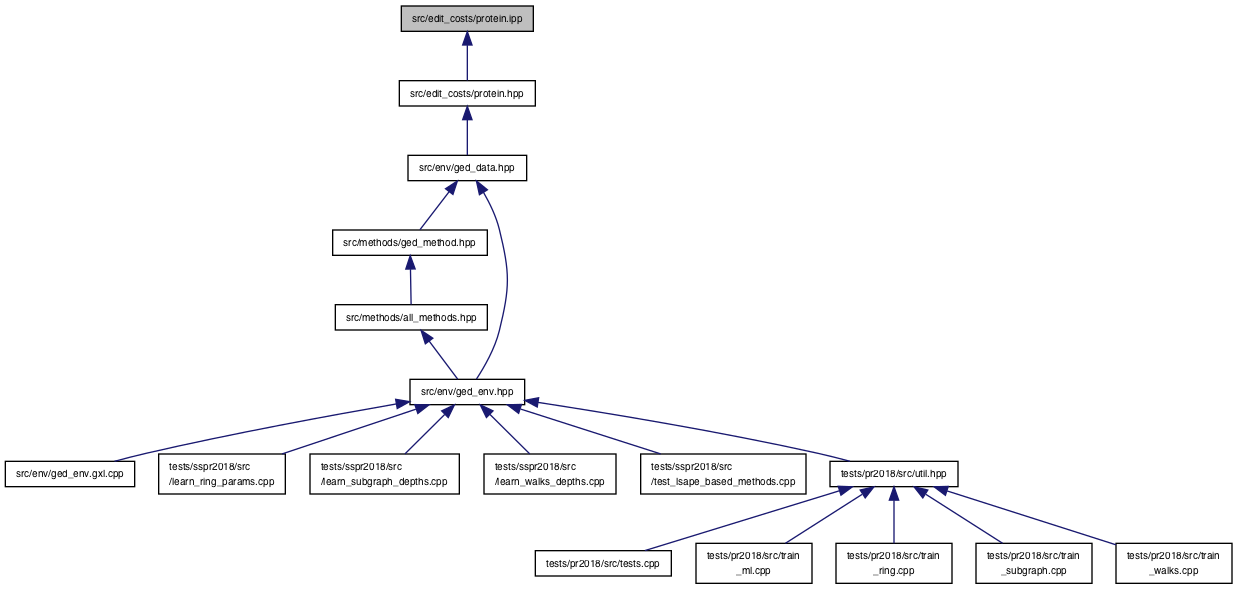 src/edit_costs/protein.ipp
src/edit_costs/protein.hpp
src/env/ged_data.hpp
src/methods/ged_method.hpp
src/methods/all_methods.hpp
src/env/ged_env.hpp
src/env/ged_env.gxl.cpp
tests/sspr2018/src
/learn_ring_params.cpp
tests/sspr2018/src
/learn_subgraph_depths.cpp
tests/sspr2018/src
/learn_walks_depths.cpp
tests/sspr2018/src
/test_lsape_based_methods.cpp
tests/pr2018/src/util.hpp
tests/pr2018/src/tests.cpp
tests/pr2018/src/train
_ml.cpp
tests/pr2018/src/train
_ring.cpp
tests/pr2018/src/train
_subgraph.cpp
tests/pr2018/src/train
_walks.cpp